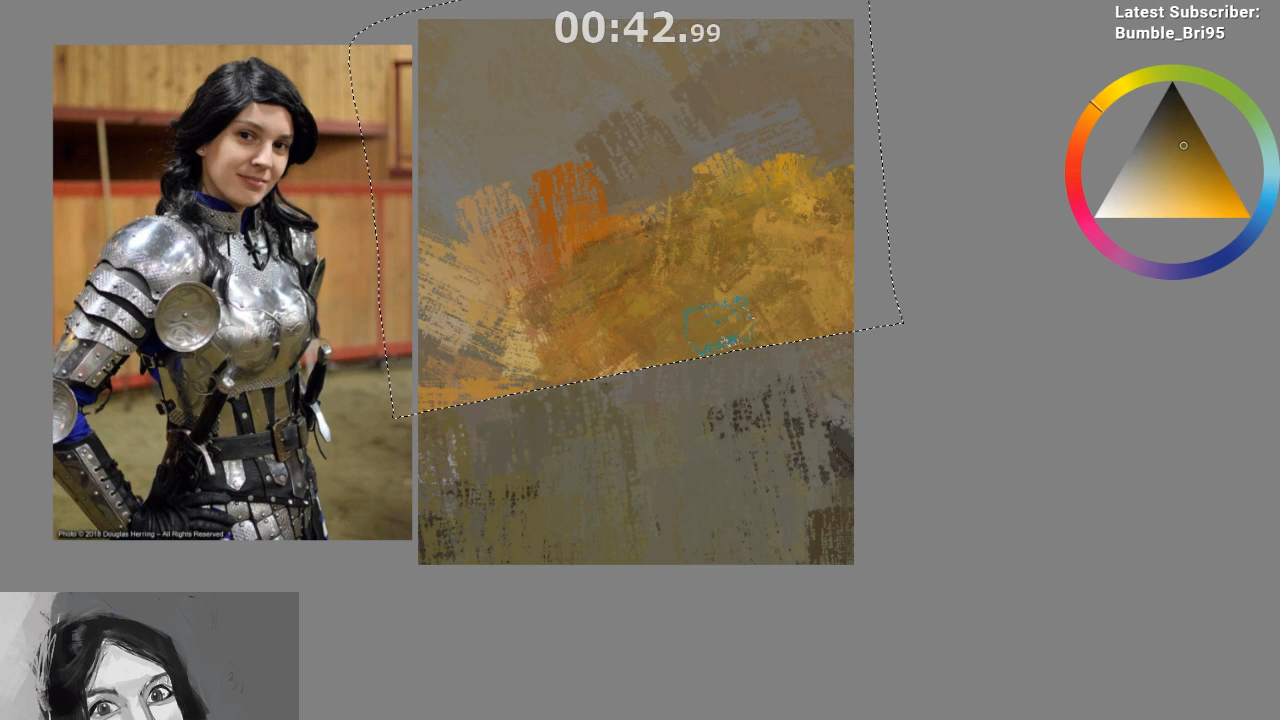 00:42.99
Latest Subscriber:
Bumble_Bri95
Photo © 2018 Douglas Herring – All Rights Reserved